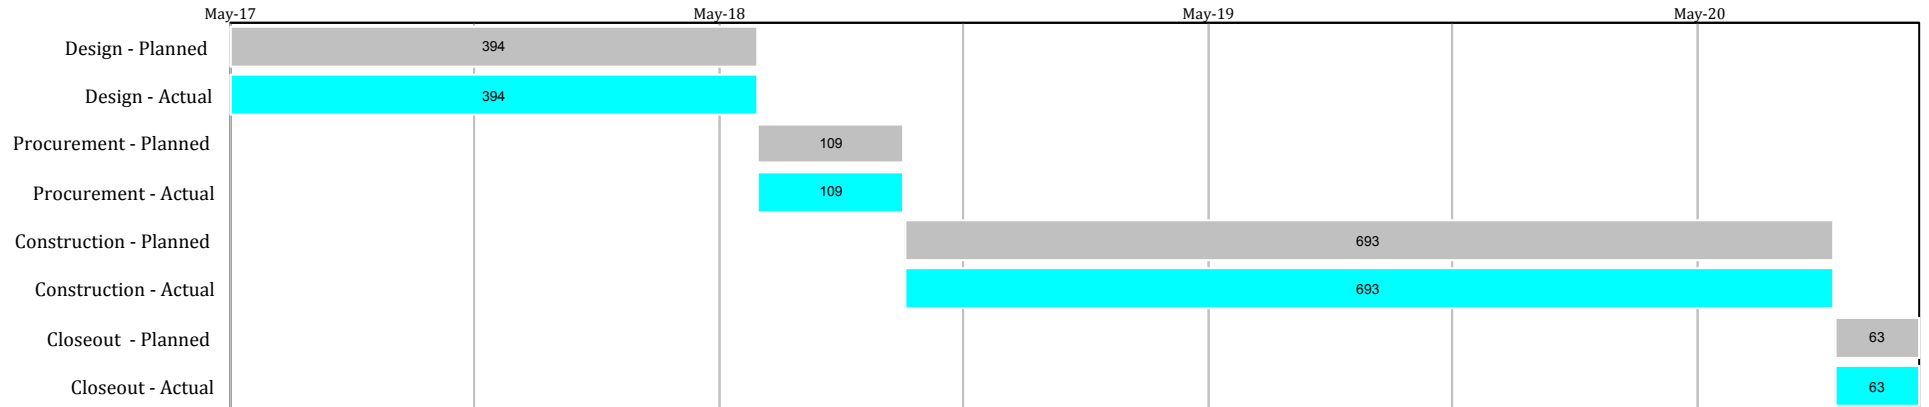 May-17 May-18 May-19 May-20
Design - Planned 394
Design - Actual 394
Procurement - Planned 109
Procurement - Actual 109
Construction - Planned 693
Construction - Actual 693
Closeout - Planned 63
Closeout - Actual 63